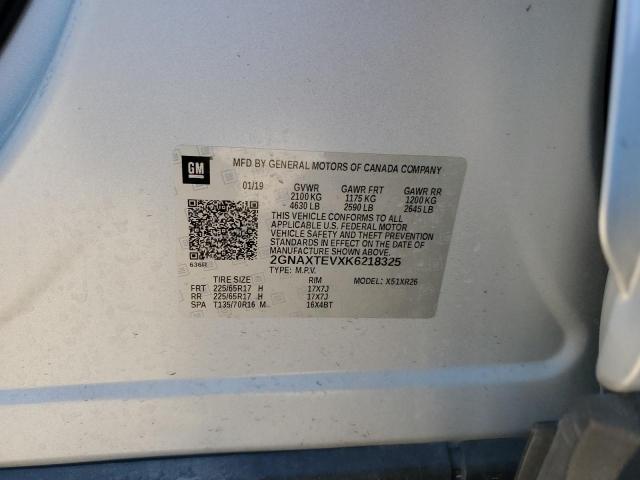 GM
MFD BY GENERAL MOTORS OF CANADA COMPANY
01/19 GVWR GAWR FRT GAWR RR
2100 KG 1175 KG 1200 KG
4630 LB 2590 LB 2645 LB
THIS VEHICLE CONFORMS TO ALL
APPLICABLE U.S. FEDERAL MOTOR
VEHICLE SAFETY AND THEFT PREVENTION
STANDARDS IN EFFECT ON THE DATE OF
MANUFACTURE SHOWN ABOVE.
636R 2GNAXTEVXK6218325
TYPE: M.P.V. MODEL: X51XR26
TIRE SIZE RIM
FRT 225/65R17 H 17X7J
RR 225/65R17 H 17X7J
SPA T135/70R16 M 16X4BT